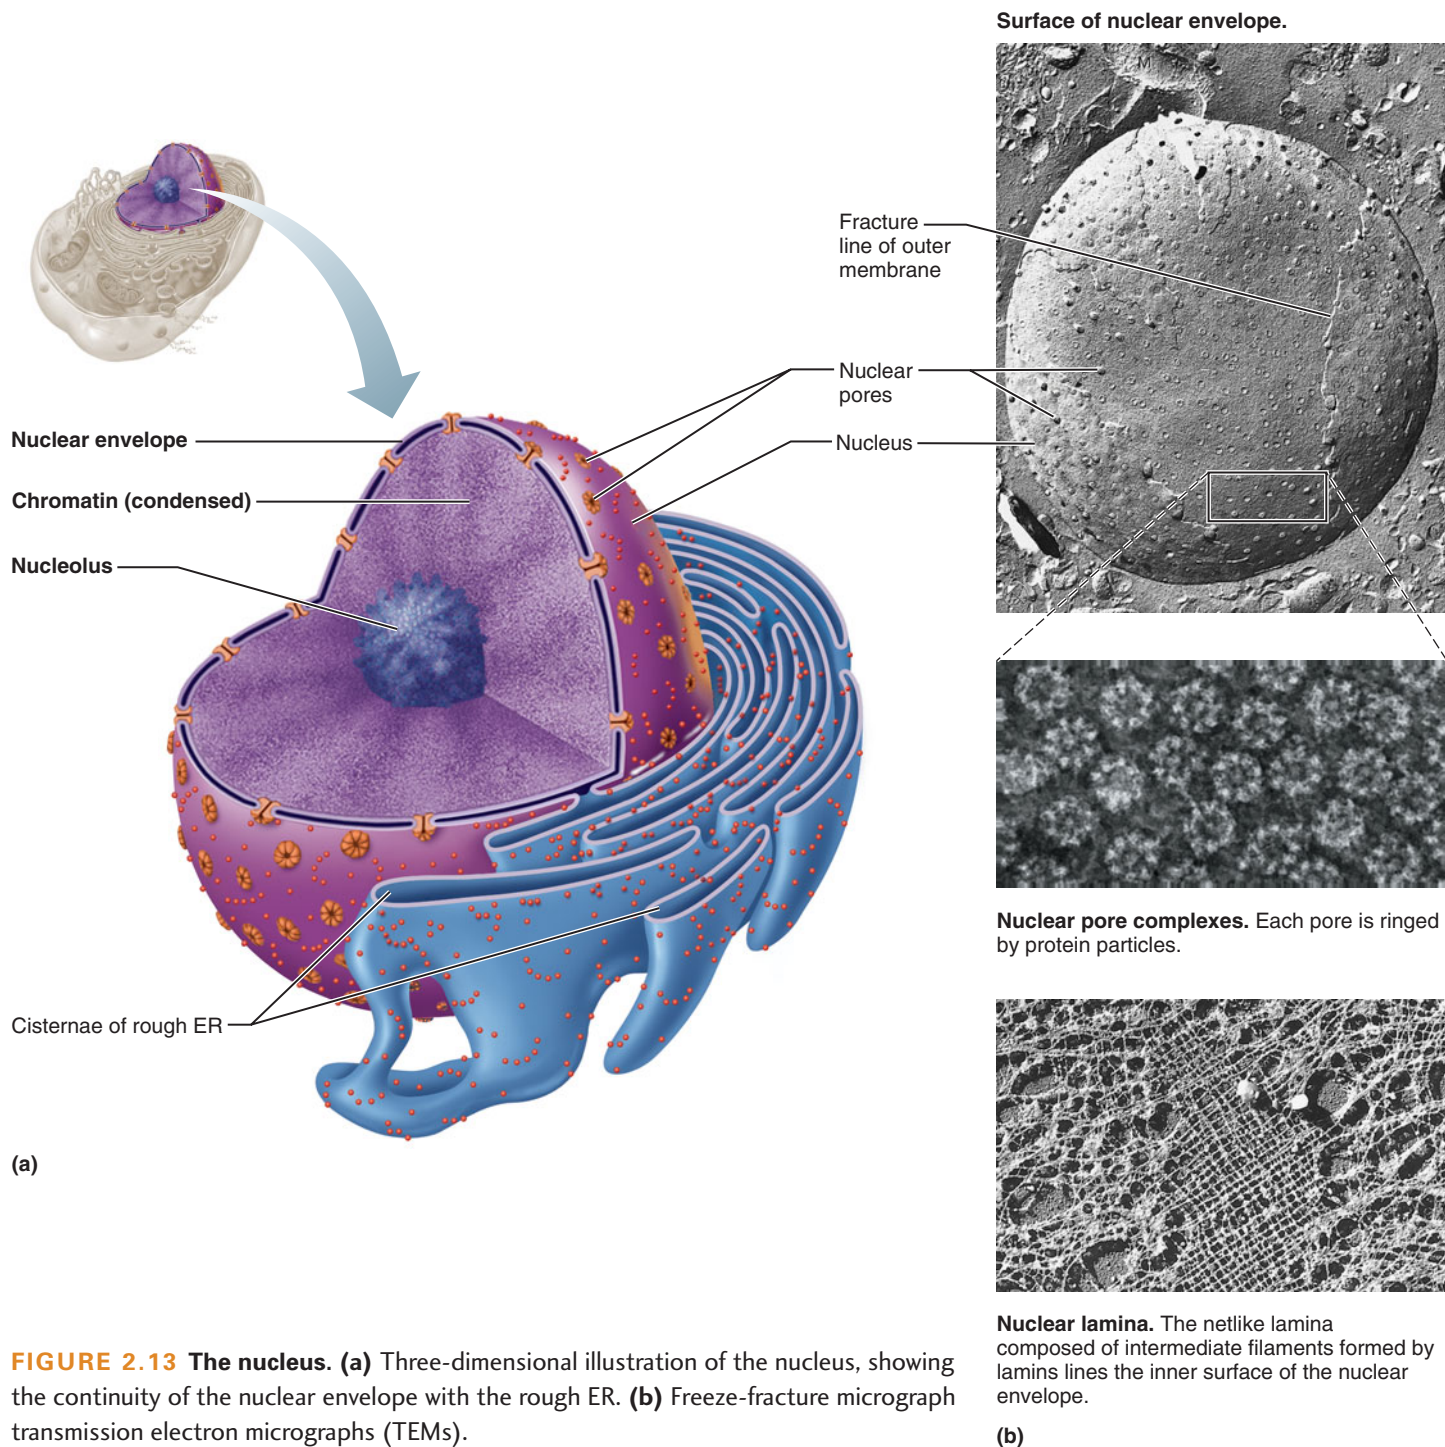 Surface of nuclear envelope.
M
Fracture
line of outer
membrane
Nuclear
pores
Nucleus
Nuclear envelope
Chromatin (condensed)
Nucleolus
Cisternae of rough ER
(a)
Nuclear pore complexes. Each pore is ringed
by protein particles.
Nuclear lamina. The netlike lamina
composed of intermediate filaments formed by
lamins lines the inner surface of the nuclear
envelope.
(b)
FIGURE 2.13 The nucleus. (a) Three-dimensional illustration of the nucleus, showing
the continuity of the nuclear envelope with the rough ER. (b) Freeze-fracture micrograph
transmission electron micrographs (TEMs).